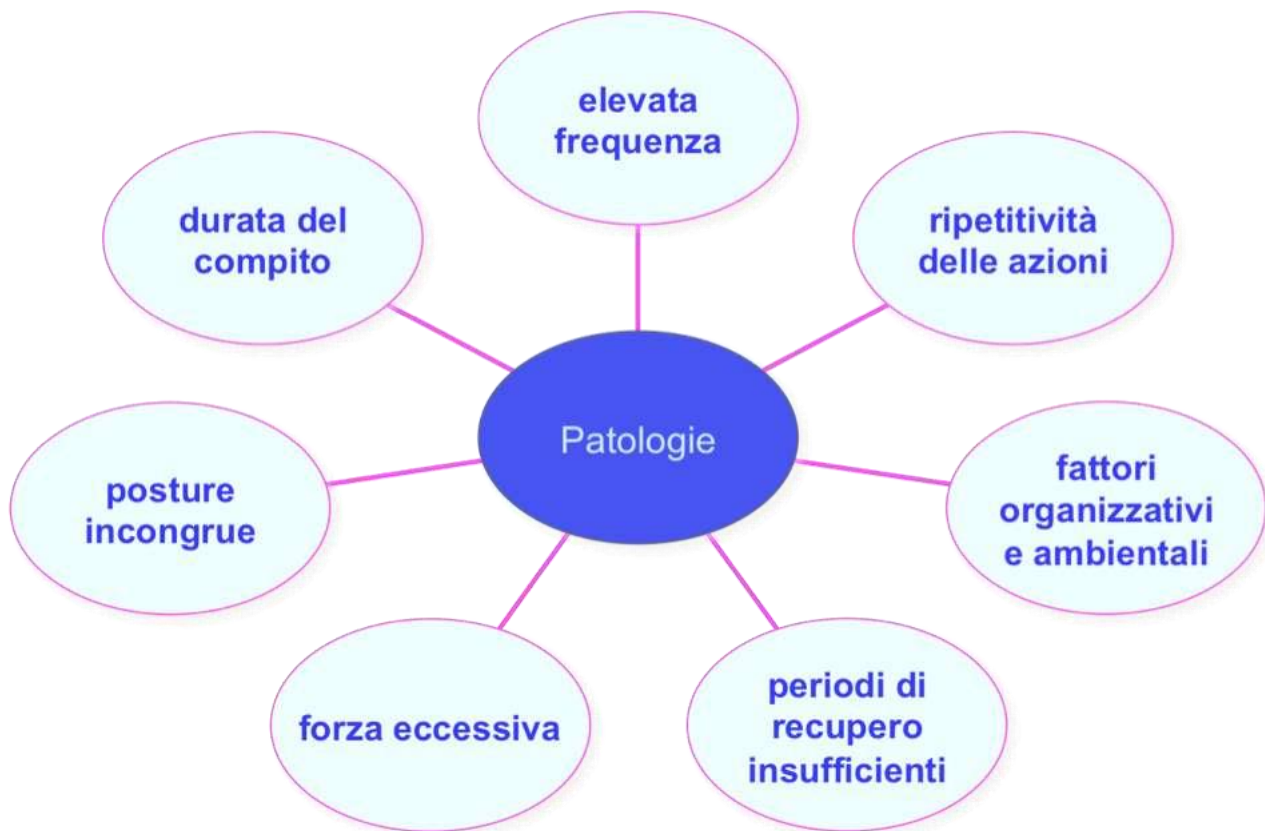 elevata
frequenza
ripetitività
delle azioni
fattori
organizzativi
e ambientali
periodi di
recupero
insufficienti
forza eccessiva
posture
incongrue
durata del
compito
Patologie